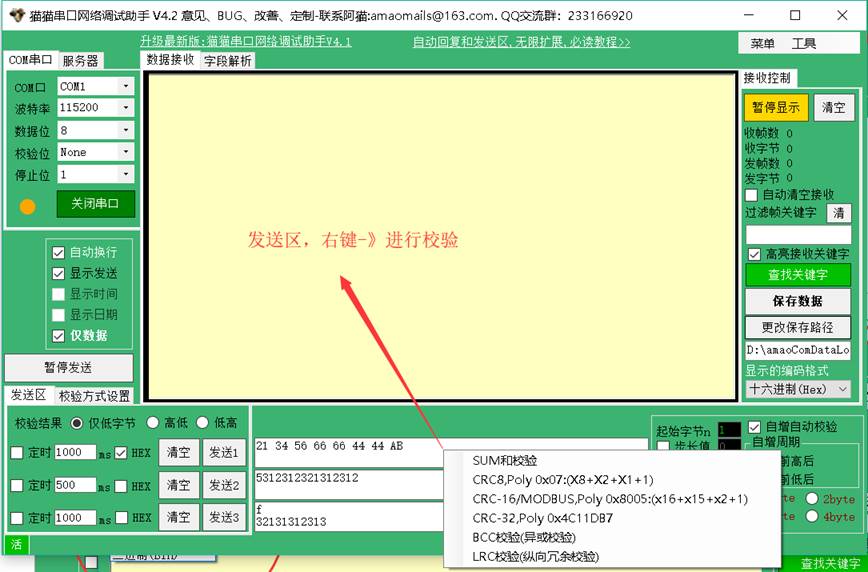 猫猫串口网络调试助手 V4.2 意见、BUG、改善、定制-联系阿猫:amaomails@163.com. QQ交流群：233166920
升级最新版:猫猫串口网络调试助手V4.1
自动回复和发送区,无限扩展,必读教程>>
菜单 工具
COM串口 服务器
数据接收 字段解析
接收控制
COM口 COM1
波特率 115200
数据位 8
校验位 None
停止位 1
关闭串口
暂停显示 清空
收帧数 0
收字节 0
发帧数 0
发字节 0
自动清空接收
过滤帧关键字 清
高亮接收关键字
查找关键字
保存数据
更改保存路径
D:\amaoComDataLo
显示的编码格式
十六进制(Hex)
自动换行
显示发送
显示时间
显示日期
仅数据
暂停发送
发送区，右键-》进行校验
发送区 校验方式设置
校验结果 仅低字节 高低 低高
定时 1000 ms HEX 清空 发送1
定时 500 ms HEX 清空 发送2
定时 1000 ms HEX 清空 发送3
21 34 56 66 66 44 44 AB
5312312312312312
f
32131312313
起始字节n 1 自增自动校验
步长值 0 自增周期
前高后
前低后
te 2byte
te 4byte
SUM和校验
CRC8,Poly 0x07:(X8+X2+X1+1)
CRC-16/MODBUS,Poly 0x8005:(x16+x15+x2+1)
CRC-32,Poly 0x4C11DB7
BCC校验(异或校验)
LRC校验(纵向冗余校验)
活
二进制(BIN)
查找关键字